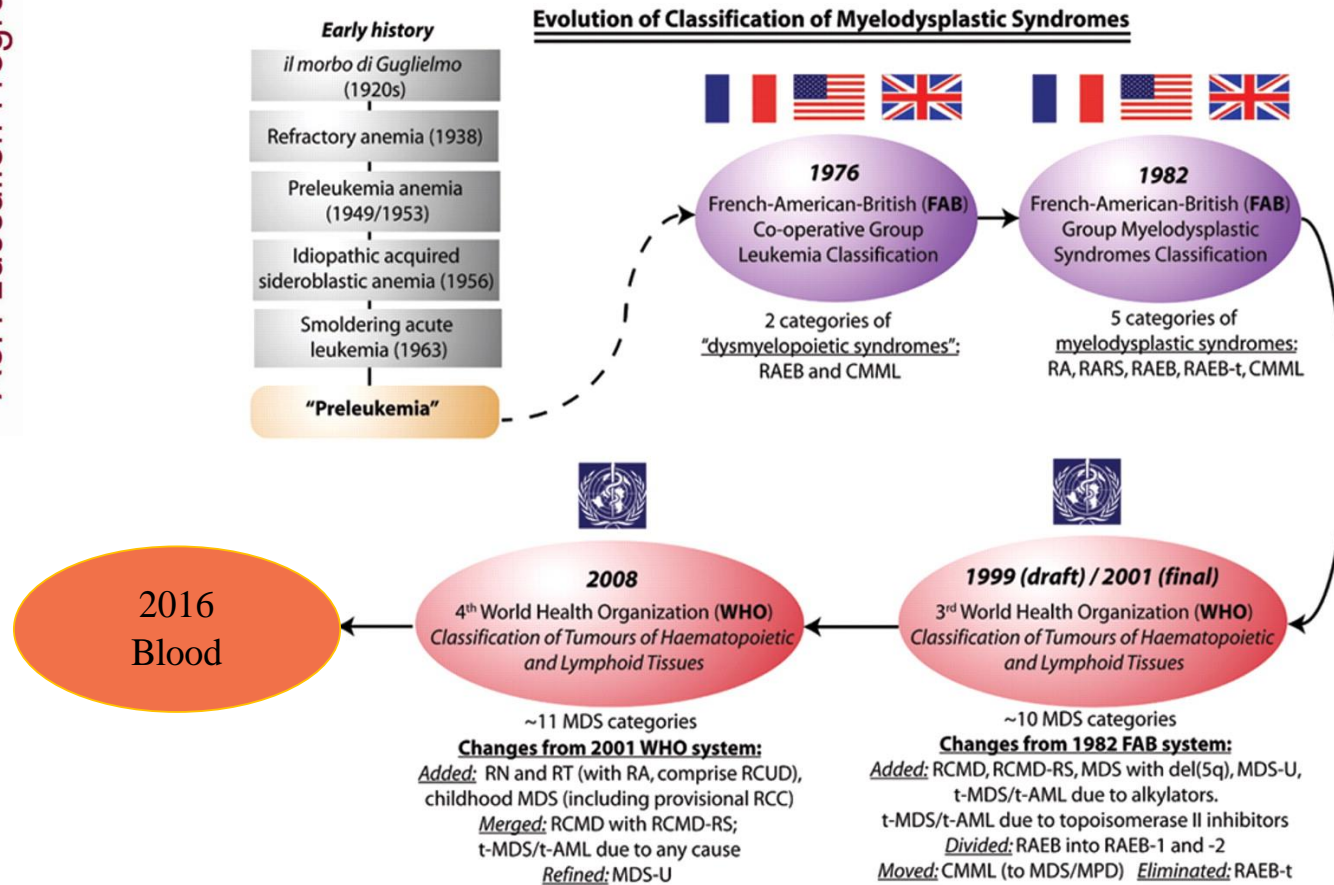 Evolution of Classification of Myelodysplastic Syndromes
Early history
il morbo di Guglielmo
(1920s)
Refractory anemia (1938)
Preleukemia anemia
(1949/1953)
Idiopathic acquired
sideroblastic anemia (1956)
Smoldering acute
leukemia (1963)
"Preleukemia"
1976
French-American-British (FAB)
Co-operative Group
Leukemia Classification
2 categories of
"dysmyelopoietic syndromes":
RAEB and CMML
1982
French-American-British (FAB)
Group Myelodysplastic
Syndromes Classification
5 categories of
myelodysplastic syndromes:
RA, RARS, RAEB, RAEB-t, CMML
1999 (draft) / 2001 (final)
3rd World Health Organization (WHO)
Classification of Tumours of Haematopoietic
and Lymphoid Tissues
~10 MDS categories
Changes from 1982 FAB system:
Added: RCMD, RCMD-RS, MDS with del(5q), MDS-U,
t-MDS/t-AML due to alkylators.
t-MDS/t-AML due to topoisomerase II inhibitors
Divided: RAEB into RAEB-1 and -2
Moved: CMML (to MDS/MPD) Eliminated: RAEB-t
2008
4th World Health Organization (WHO)
Classification of Tumours of Haematopoietic
and Lymphoid Tissues
~11 MDS categories
Changes from 2001 WHO system:
Added: RN and RT (with RA, comprise RCUD),
childhood MDS (including provisional RCC)
Merged: RCMD with RCMD-RS;
t-MDS/t-AML due to any cause
Refined: MDS-U
2016
Blood